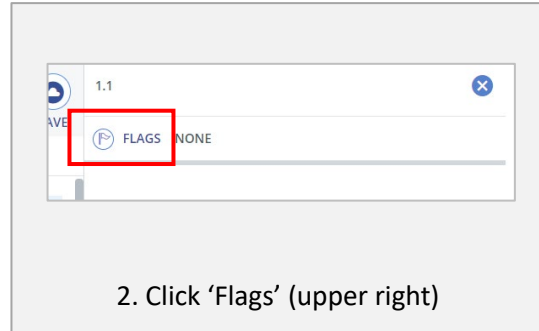 1.1
AVE
FLAGS NONE
2. Click ‘Flags’ (upper right)